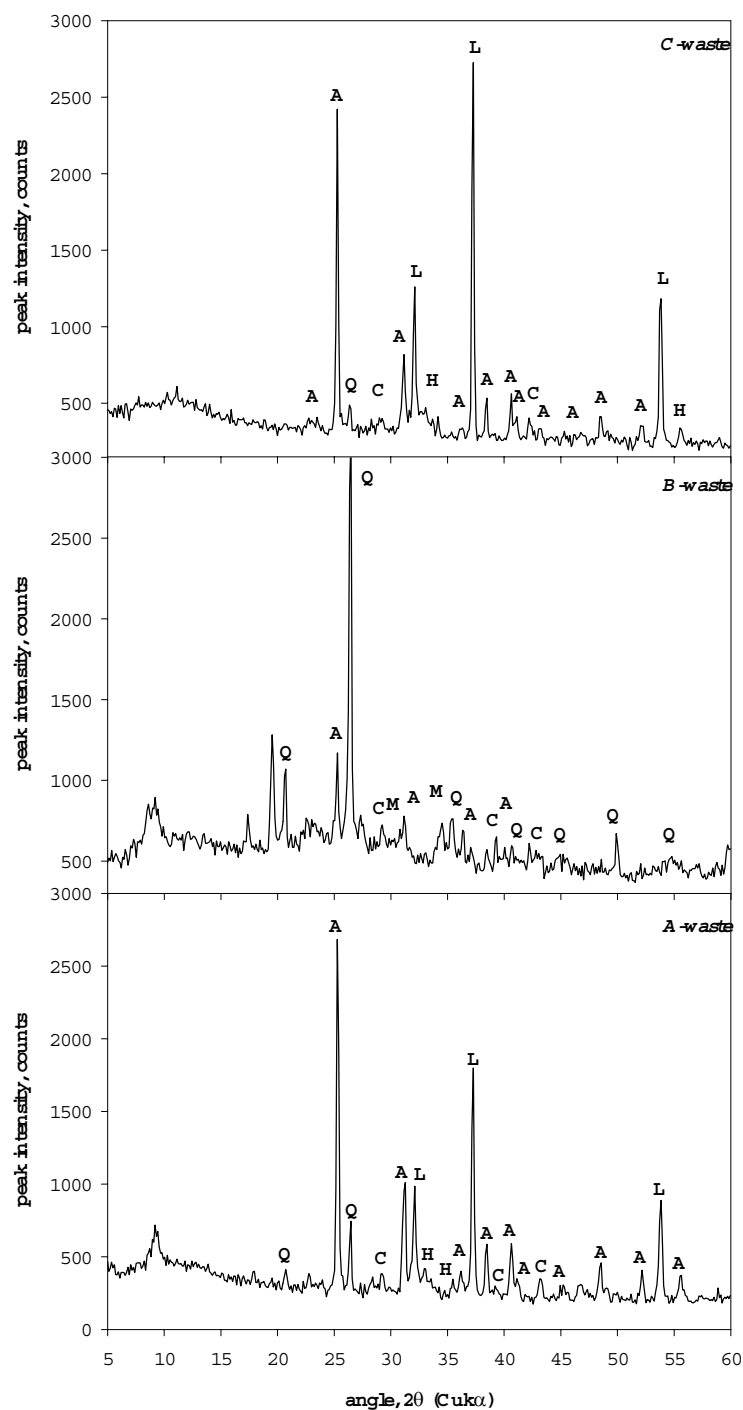 3000
C-waste
L
A
2500
2000
1500
L
L
1000
A
H
Q
C
A
A
A
A
A
C
A
A
A
A
H
500
peak intensity, counts
3000
Q
B-waste
2500
2000
1500
A
Q
1000
C
M
A
M
Q
A
C
A
Q
C
Q
Q
Q
500
peak intensity, counts
3000
A
A-waste
2500
2000
L
1500
A
L
L
1000
Q
Q
C
H
H
A
A
C
A
A
C
A
A
A
A
500
0
peak intensity, counts
5 10 15 20 25 30 35 40 45 50 55 60
angle, 2θ (Cukα)